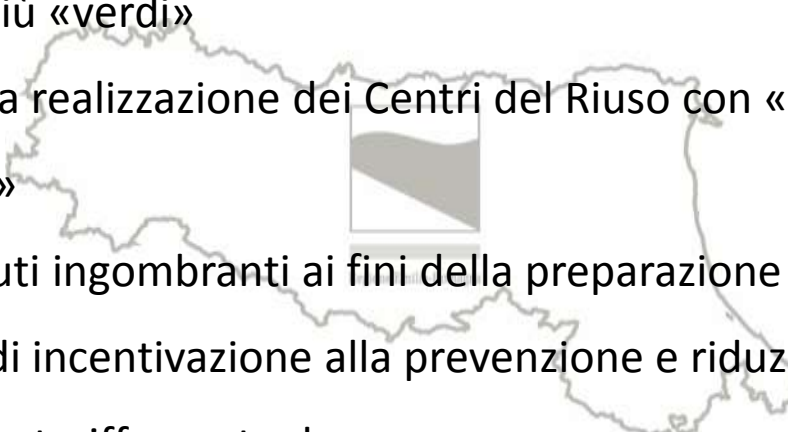 iù «verdi»
a realizzazione dei Centri del Riuso con «
»
uti ingombranti ai fini della preparazione
di incentivazione alla prevenzione e riduz